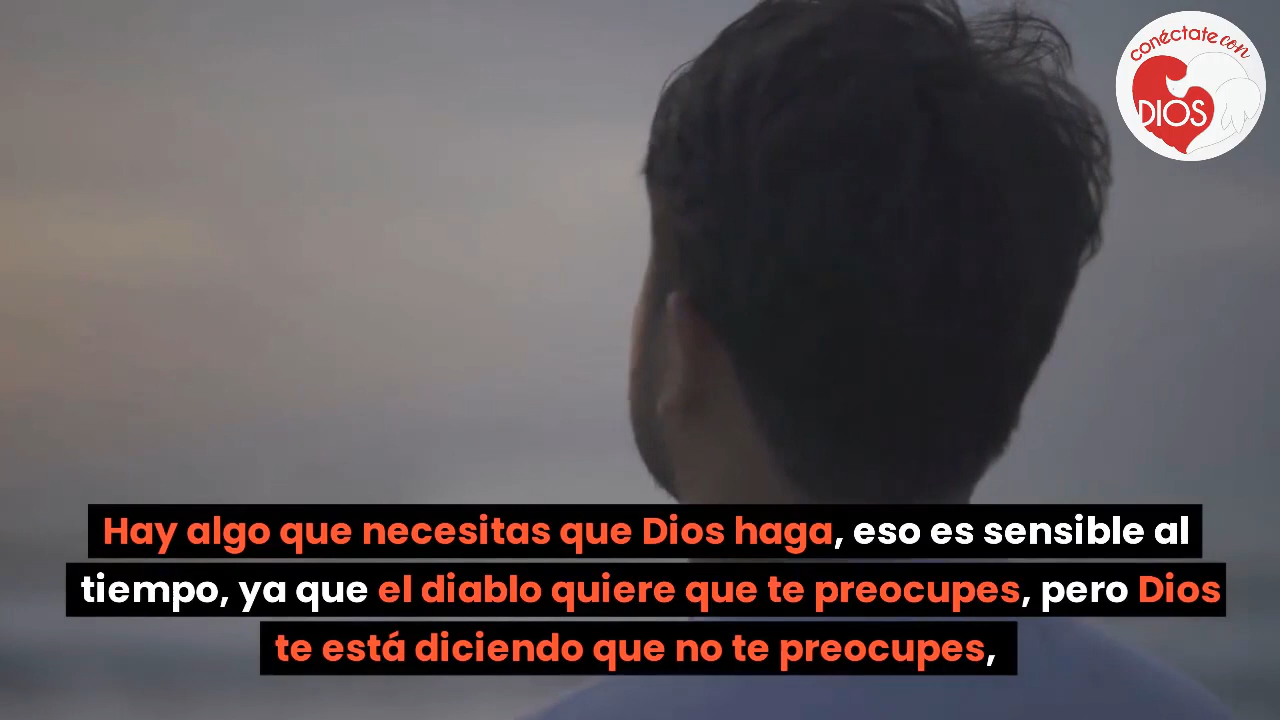 conéctate con
DIOS
Hay algo que necesitas que Dios haga, eso es sensible al
tiempo, ya que el diablo quiere que te preocupes, pero Dios
te está diciendo que no te preocupes,